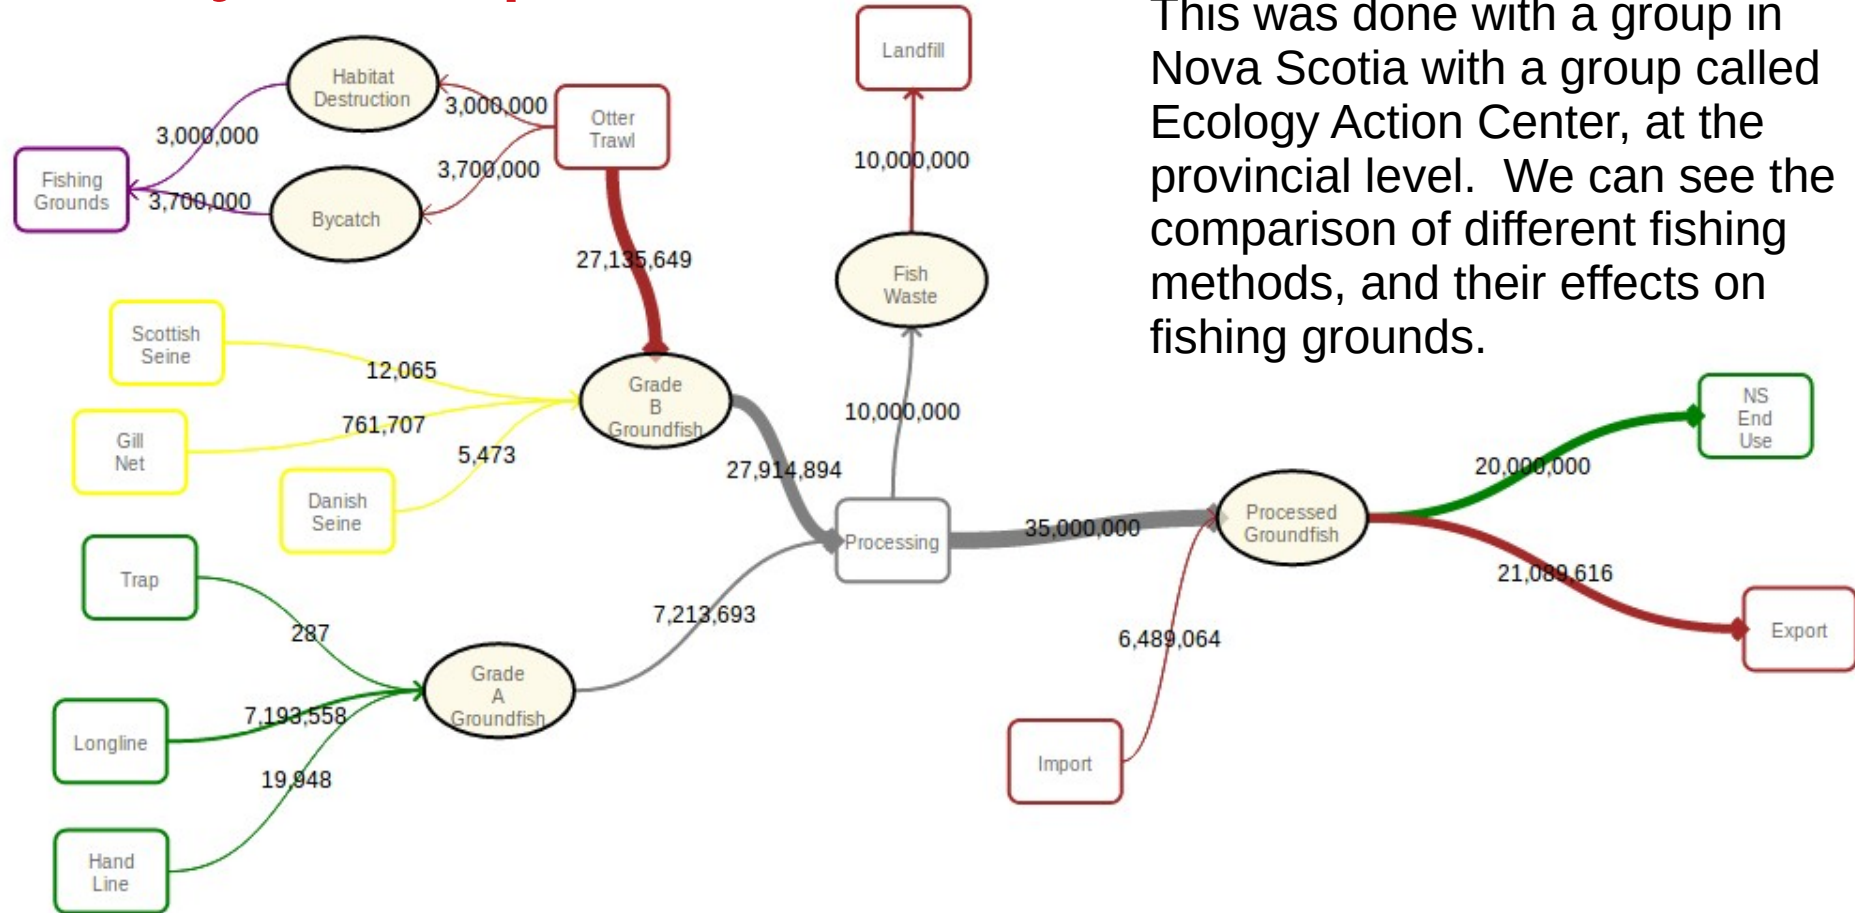 This was done with a group in
Nova Scotia with a group called
Ecology Action Center, at the
provincial level.  We can see the
comparison of different fishing
methods, and their effects on
fishing grounds.
Landfill
Habitat
Destruction
3,000,000
Otter
Trawl
3,000,000
10,000,000
3,700,000
Fishing
Grounds
3,700,000
Bycatch
27,135,649
Fish
Waste
Scottish
Seine
12,065
Grade
B
Groundfish
NS
End
Use
10,000,000
761,707
Gill
Net
5,473
27,914,894
20,000,000
Danish
Seine
Processing
35,000,000
Processed
Groundfish
Trap
21,089,616
287
7,213,693
6,489,064
Export
Grade
A
Groundfish
7,193,558
Longline
19,948
Import
Hand
Line